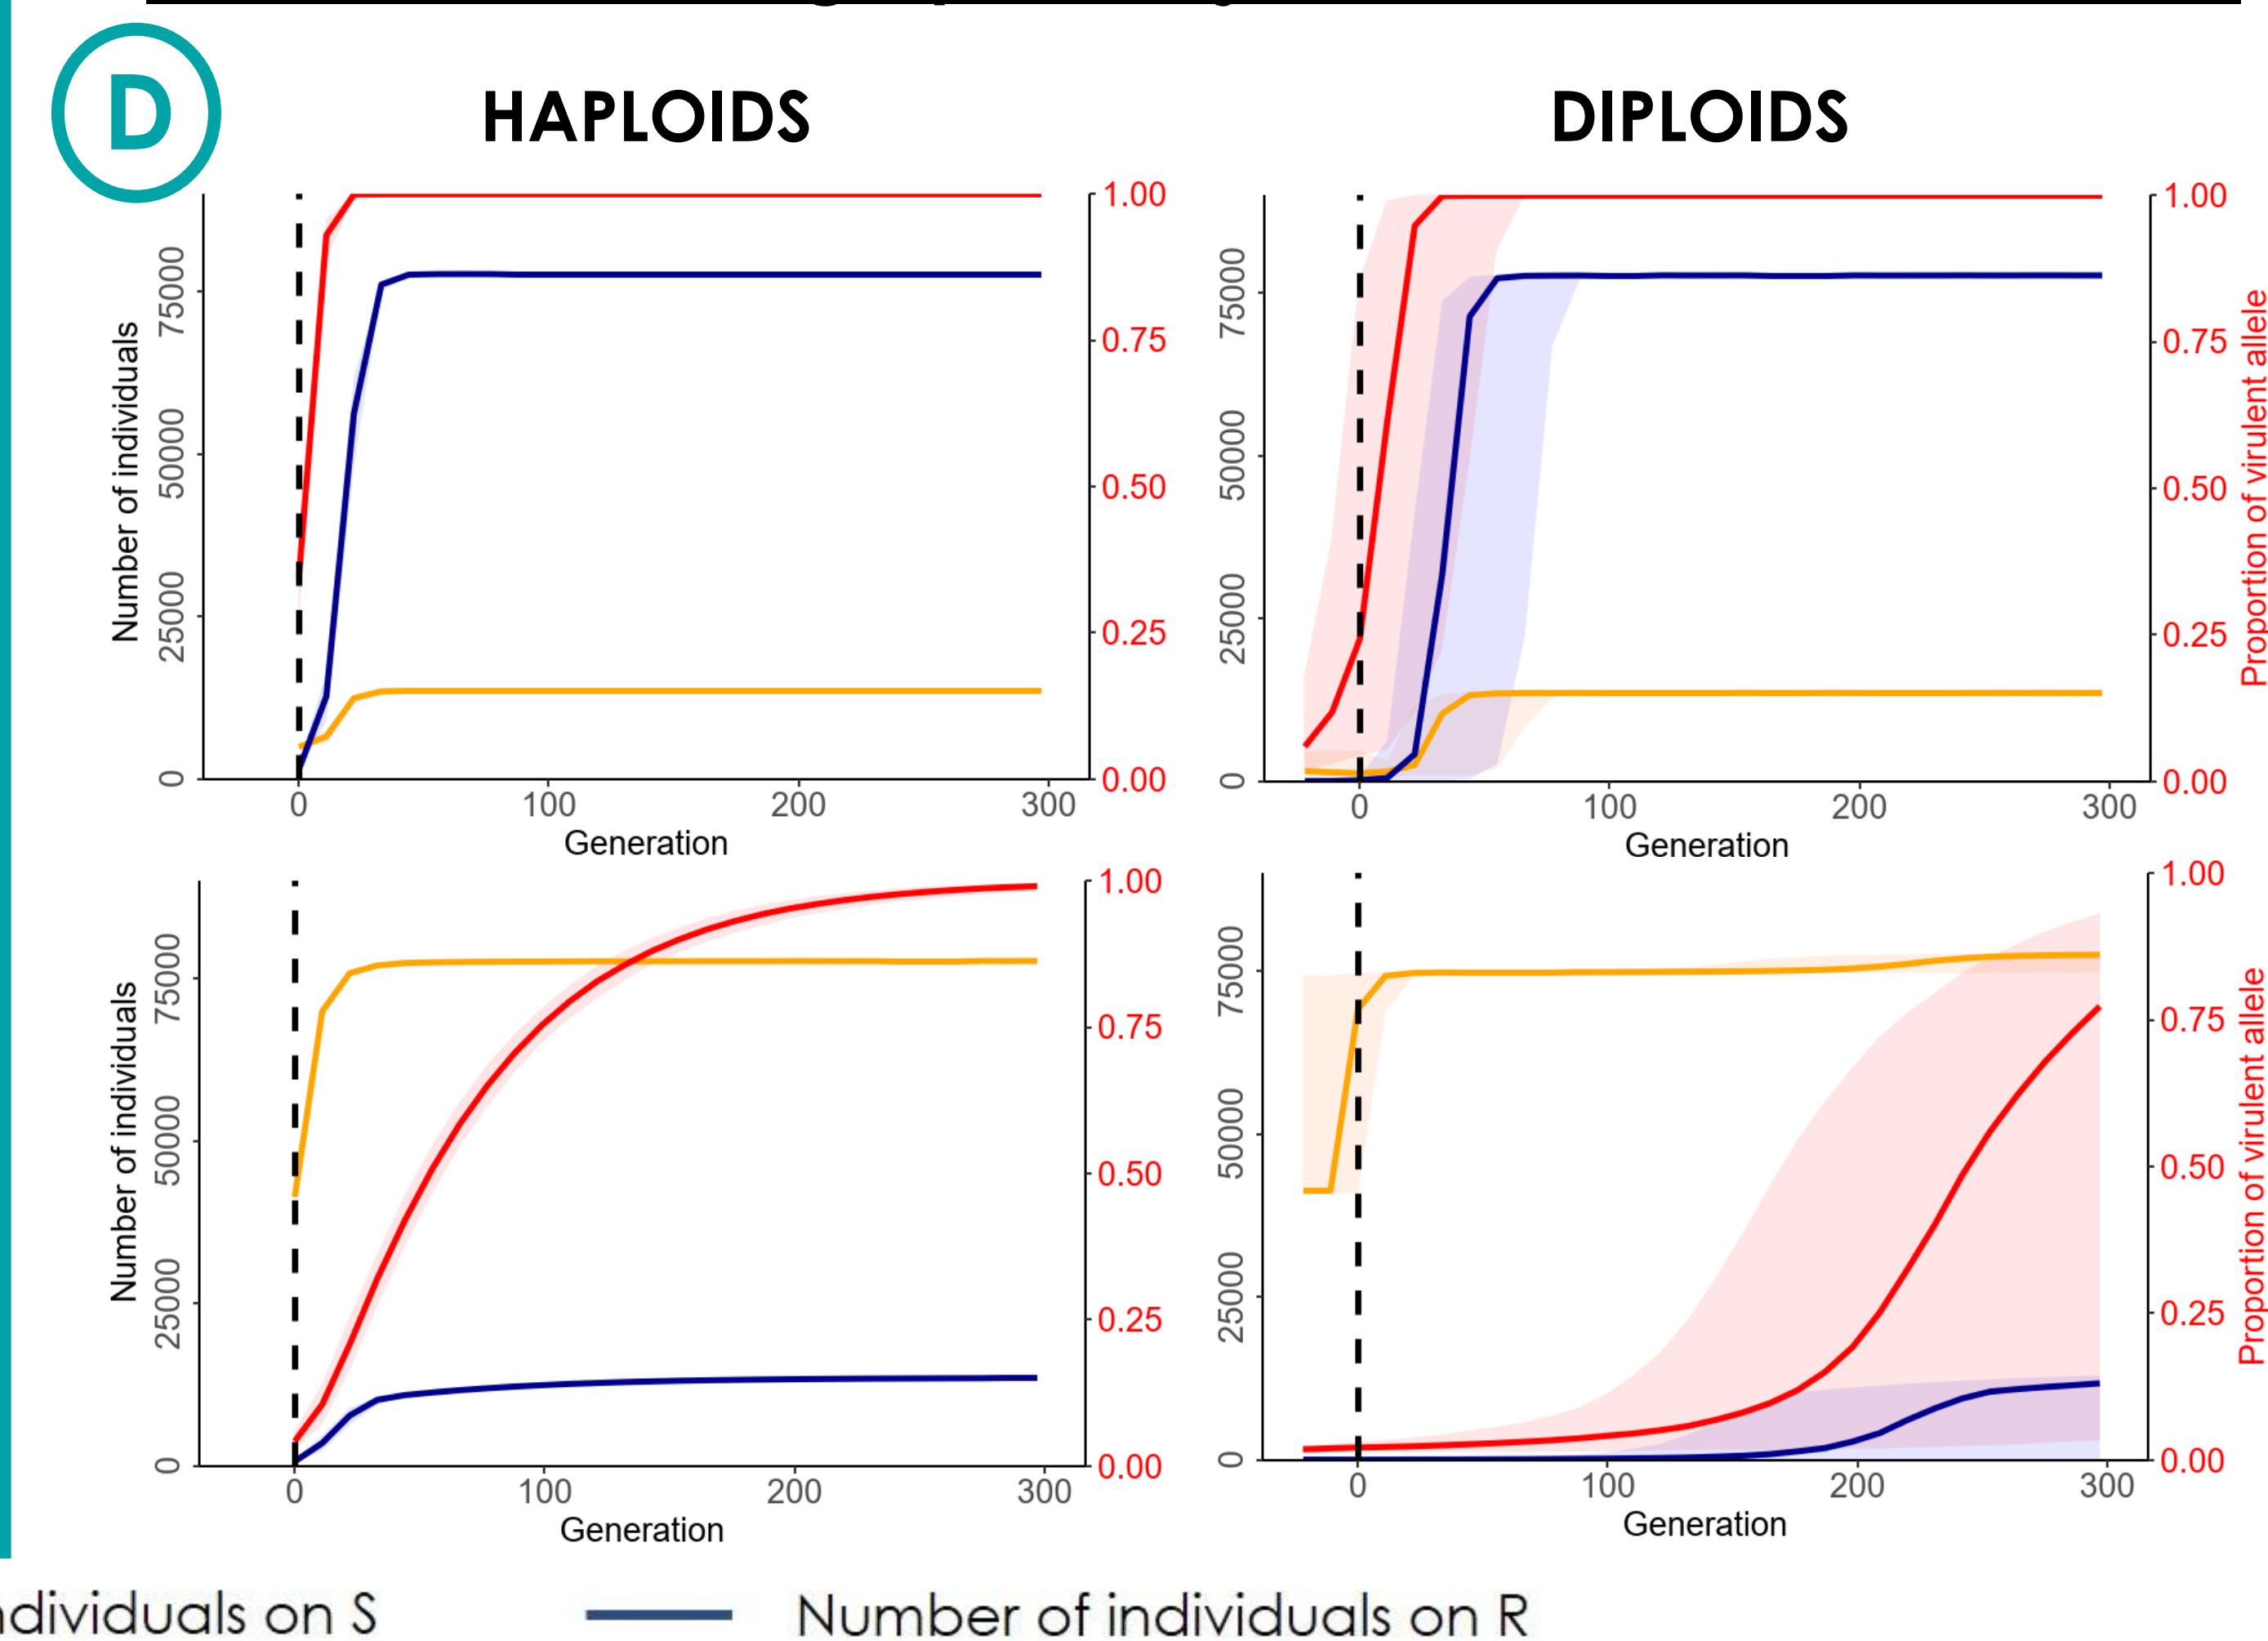 D
HAPLOIDS
DIPLOIDS
Number of individuals
75000
50000
25000
0
1.00
0.75
0.50
0.25
0.00
0 100 200 300
Generation
75000
50000
25000
0
1.00
0.75
0.50
0.25
0.00
Proportion of virulent allele
0 100 200 300
Generation
Number of individuals
75000
50000
25000
0
1.00
0.75
0.50
0.25
0.00
0 100 200 300
Generation
75000
50000
25000
0
1.00
0.75
0.50
0.25
0.00
Proportion of virulent allele
0 100 200 300
Generation
ndividuals on S
Number of individuals on R